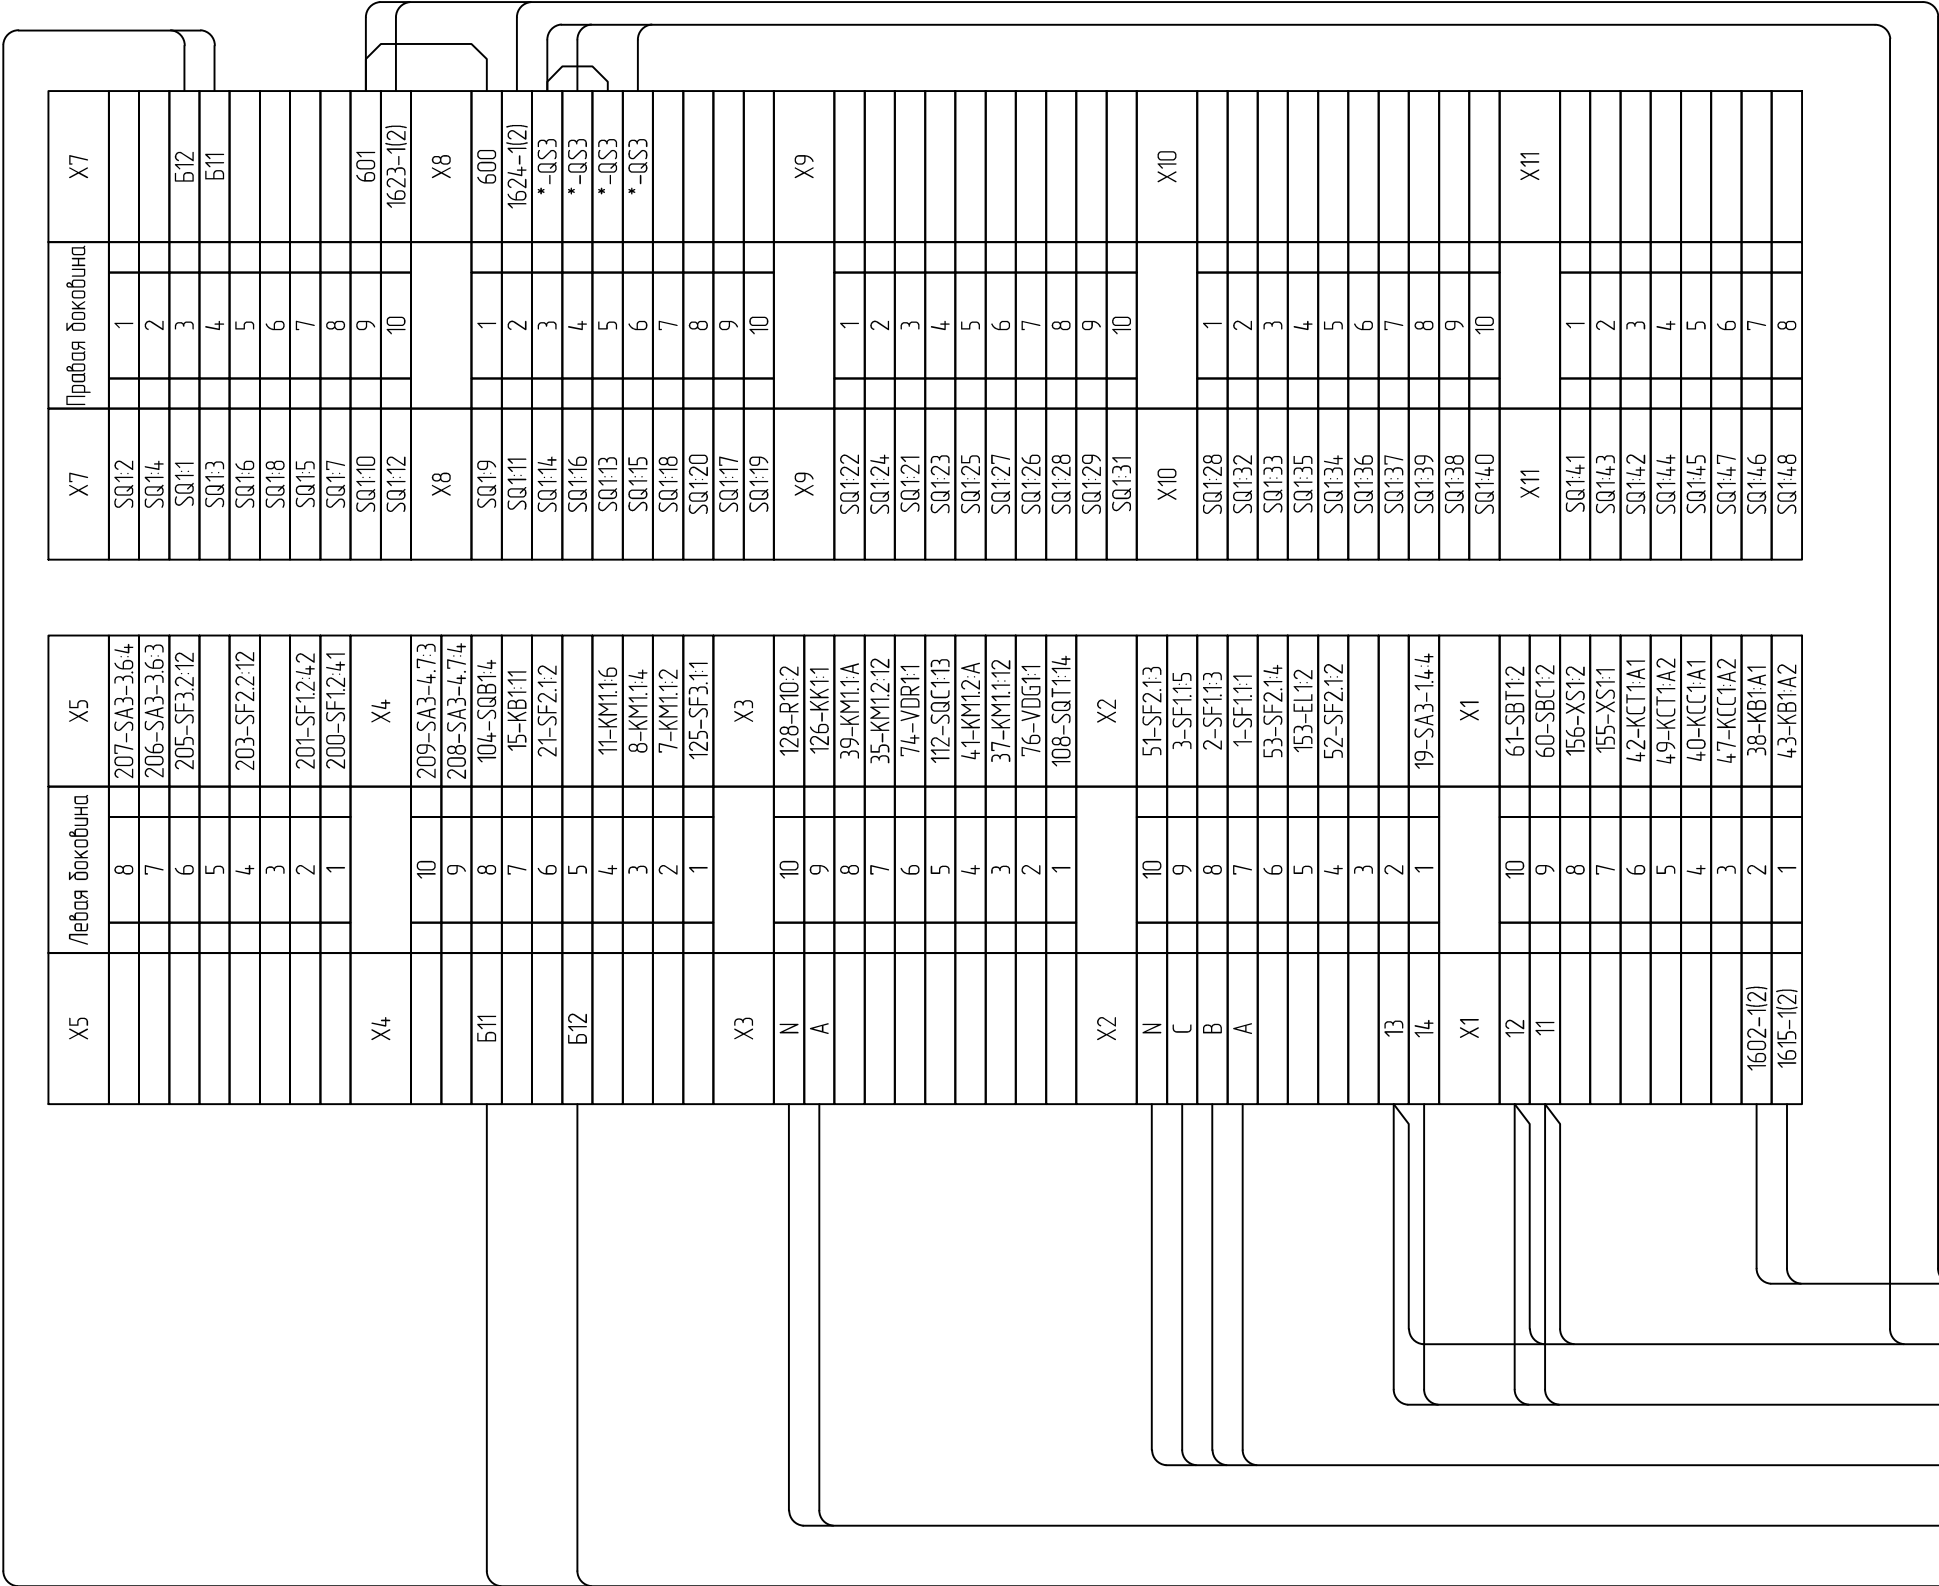 X7 Правая боковина X7
SQ1:2 1
SQ1:4 2
SQ1:1 3 Б12
SQ1:3 4 Б11
SQ1:6 5
SQ1:8 6
SQ1:5 7
SQ1:7 8
SQ1:10 9 601
SQ1:12 10 1623-1(2)
X8 X8
SQ1:9 1 600
SQ1:11 2 1624-1(2)
SQ1:14 3 *-QS3
SQ1:16 4 *-QS3
SQ1:13 5 *-QS3
SQ1:15 6 *-QS3
SQ1:18 7
SQ1:20 8
SQ1:17 9
SQ1:19 10
X9 X9
SQ1:22 1
SQ1:24 2
SQ1:21 3
SQ1:23 4
SQ1:25 5
SQ1:27 6
SQ1:26 7
SQ1:28 8
SQ1:29 9
SQ1:31 10
X10 X10
SQ1:28 1
SQ1:32 2
SQ1:33 3
SQ1:35 4
SQ1:34 5
SQ1:36 6
SQ1:37 7
SQ1:39 8
SQ1:38 9
SQ1:40 10
X11 X11
SQ1:41 1
SQ1:43 2
SQ1:42 3
SQ1:44 4
SQ1:45 5
SQ1:47 6
SQ1:46 7
SQ1:48 8
X5 Левая боковина X5
8 207-SA3-3.6:4
7 206-SA3-3.6:3
6 205-SF3.2:12
5
4 203-SF2.2:12
3
2 201-SF1.2:4.2
1 200-SF1.2:4.1
X4 X4
10 209-SA3-4.7:3
9 208-SA3-4.7:4
Б11 8 104-SQB1:4
7 15-KB1:11
6 21-SF2.1:2
Б12 5
4 11-KM1.1:6
3 8-KM1.1:4
2 7-KM1.1:2
1 125-SF3.1:1
X3 X3
N 10 128-R10:2
A 9 126-KK1:1
8 39-KM1.1:A
7 35-KM1.2:12
6 74-VDR1:1
5 112-SQC1:13
4 41-KM1.2:A
3 37-KM1.1:12
2 76-VDG1:1
1 108-SQT1:14
X2 X2
N 10 51-SF2.1:3
C 9 3-SF1.1:5
B 8 2-SF1.1:3
A 7 1-SF1.1:1
6 53-SF2.1:4
5 153-EL1:2
4 52-SF2.1:2
3
13 2
14 1 19-SA3-1.4:4
X1 X1
12 10 61-SBT1:2
11 9 60-SBC1:2
8 156-XS1:2
7 155-XS1:1
6 42-KCT1:A1
5 49-KCT1:A2
4 40-KCC1:A1
3 47-KCC1:A2
1602-1(2) 2 38-KB1:A1
1615-1(2) 1 43-KB1:A2